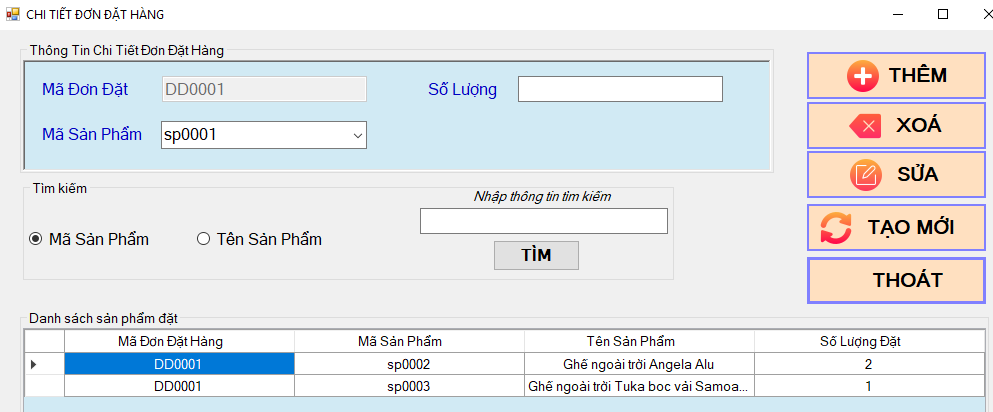 CHI TIẾT ĐƠN ĐẶT HÀNG
Thông Tin Chi Tiết Đơn Đặt Hàng
Mã Đơn Đặt DD0001 Số Lượng
Mã Sản Phẩm sp0001
THÊM
XOÁ
SỬA
TẠO MỚI
THOÁT
Tìm kiếm
Nhập thông tin tìm kiếm
Mã Sản Phẩm Tên Sản Phẩm
TÌM
Danh sách sản phẩm đặt
Mã Đơn Đặt Hàng Mã Sản Phẩm Tên Sản Phẩm Số Lượng Đặt
DD0001 sp0002 Ghế ngoài trời Angela Alu 2
DD0001 sp0003 Ghế ngoài trời Tuka bọc vải Samoa... 1